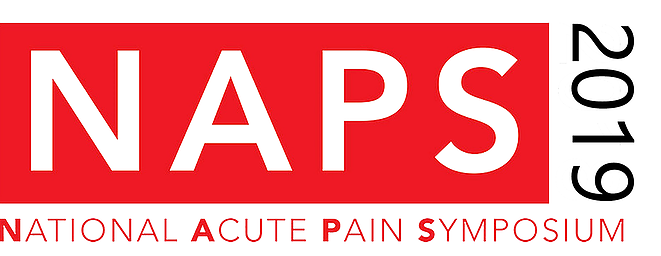 NAPS
2019
NATIONAL ACUTE PAIN SYMPOSIUM